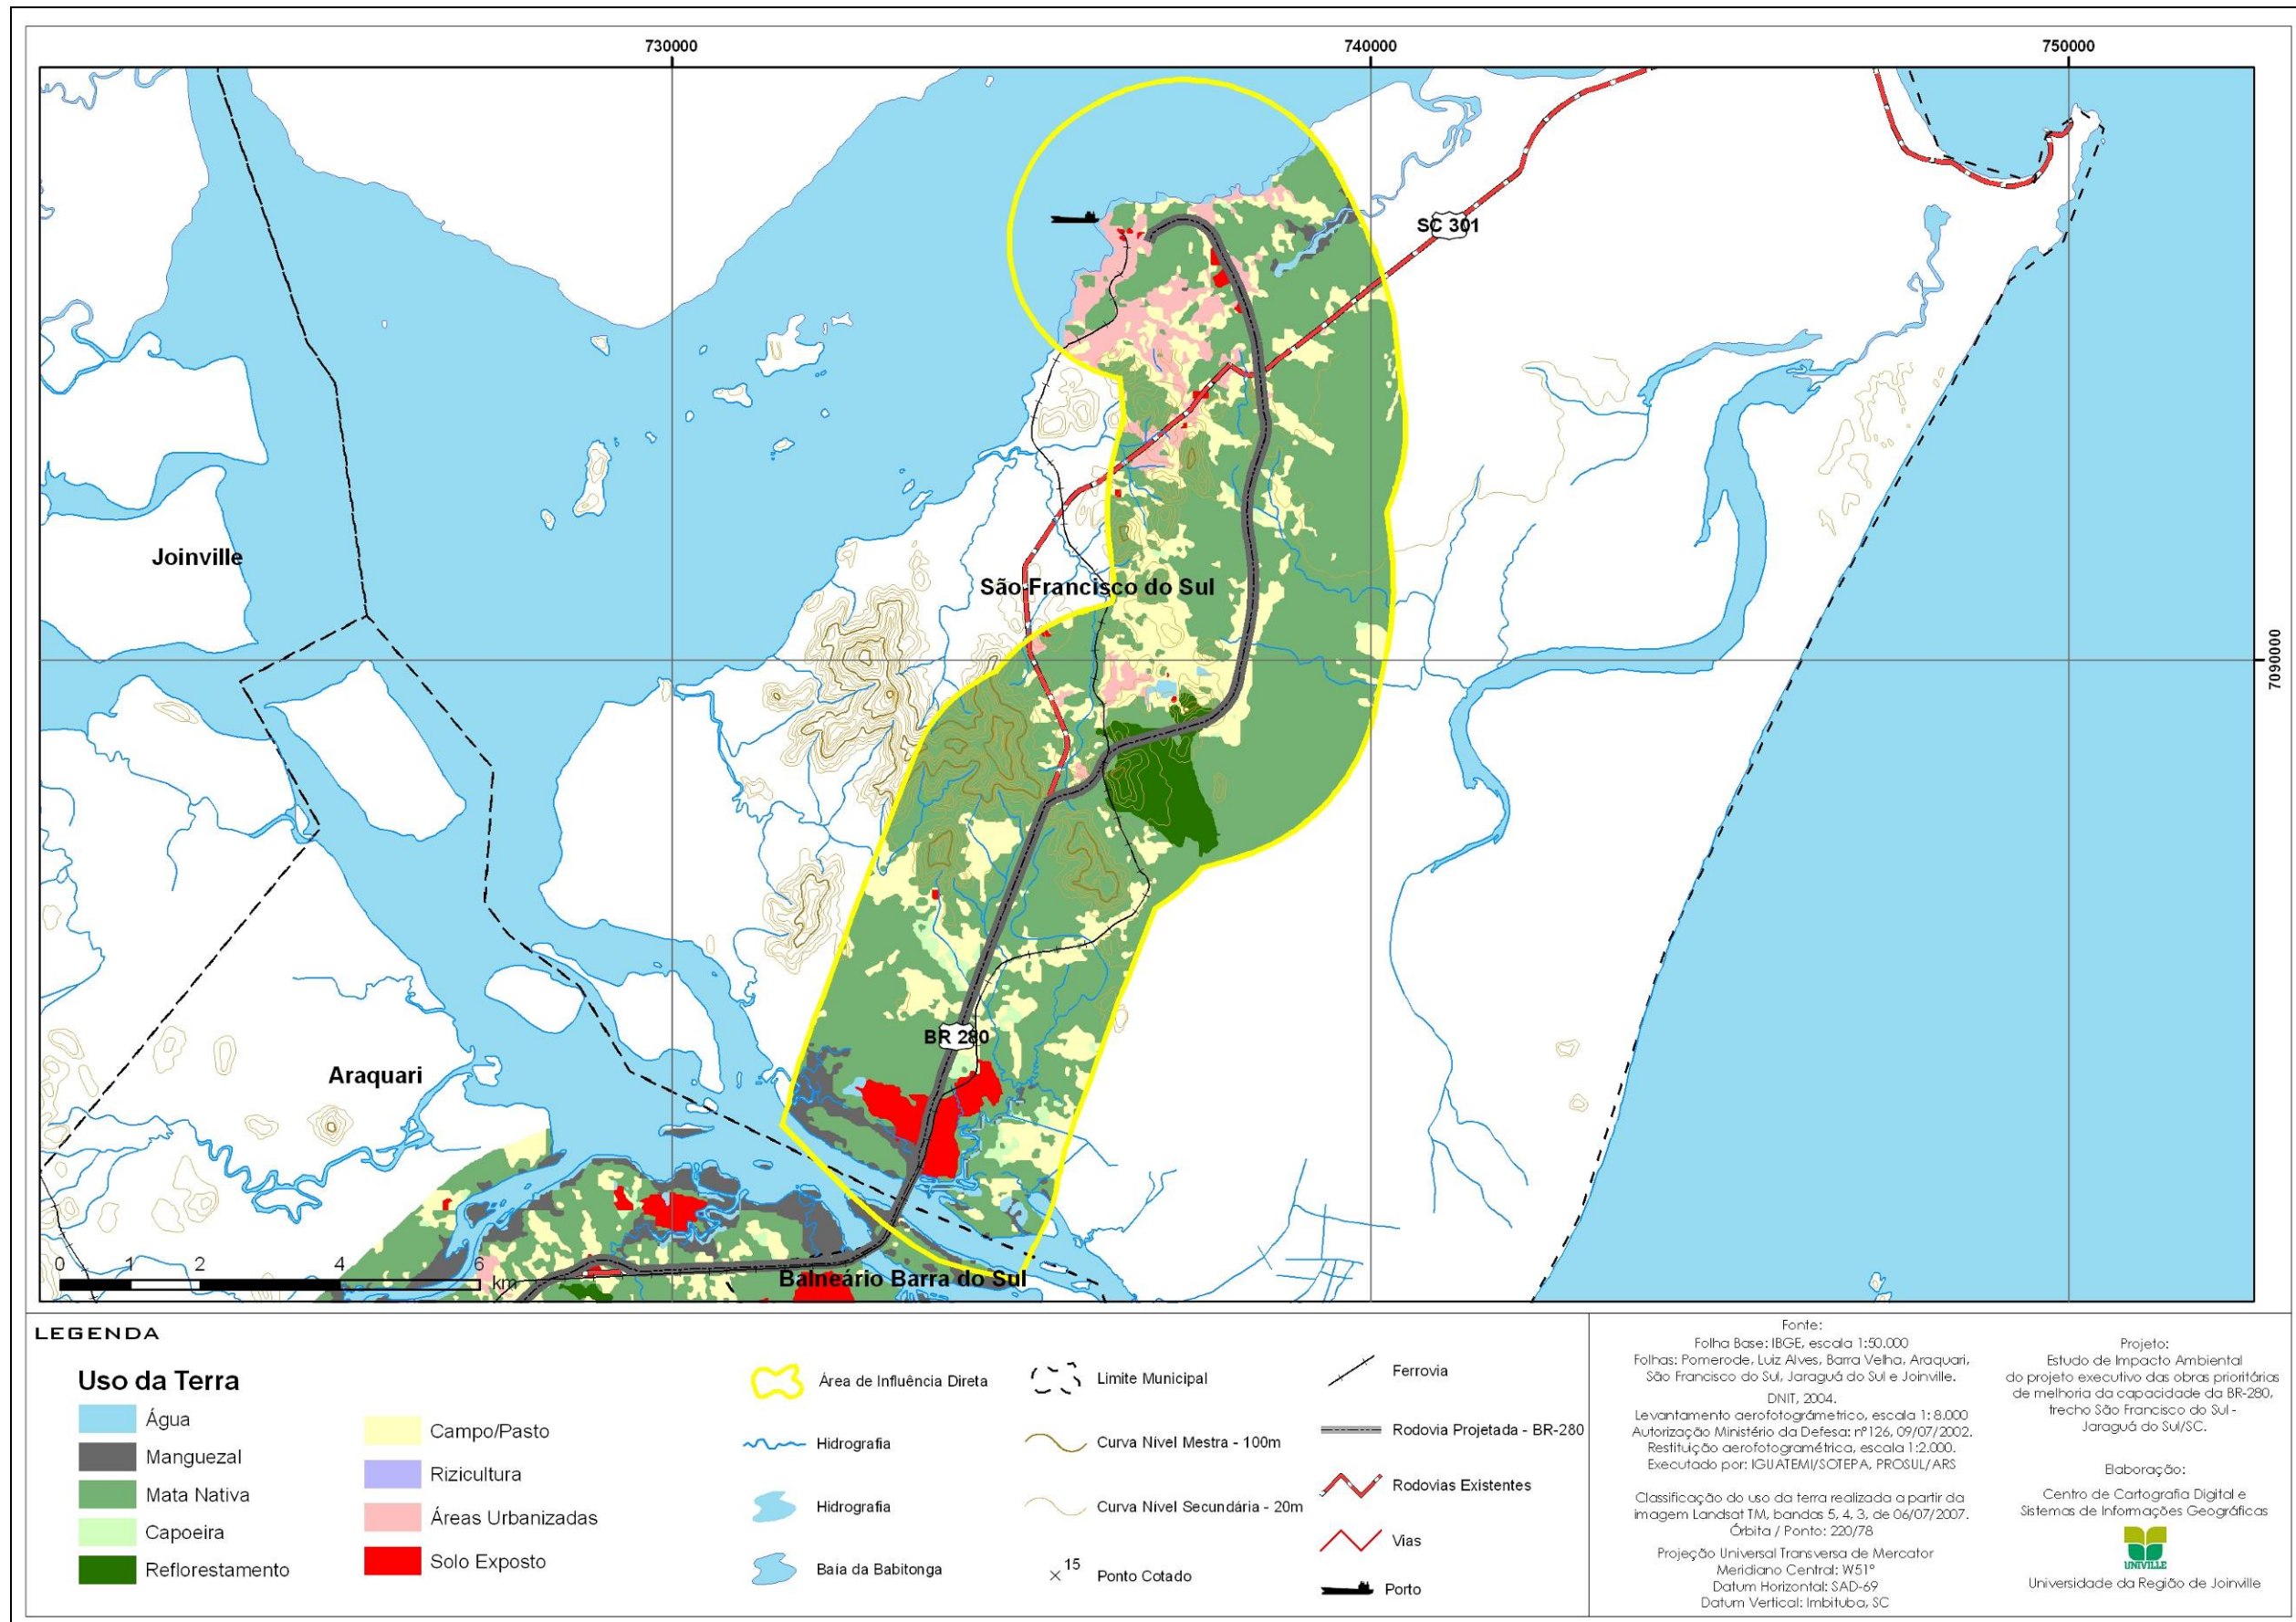 730000
740000
750000
SC 301
Joinville
São Francisco do Sul
7090000
BR 280
Araquari
0 1 2 4 6
km
Balneário Barra do Sul
LEGENDA
Uso da Terra
Água
Manguezal
Mata Nativa
Capoeira
Reflorestamento
Campo/Pasto
Rizicultura
Áreas Urbanizadas
Solo Exposto
Área de Influência Direta
Hidrografia
Hidrografia
Baía da Babitonga
Limite Municipal
Curva Nível Mestra - 100m
Curva Nível Secundária - 20m
15
Ponto Cotado
Ferrovia
Rodovia Projetada - BR-280
Rodovias Existentes
Vias
Porto
Fonte:
Folha Base: IBGE, escala 1:50.000
Folhas: Pomerode, Luiz Alves, Barra Velha, Araquari,
São Francisco do Sul, Jaraguá do Sul e Joinville.
DNIT, 2004.
Levantamento aerofotográmetrico, escala 1: 8.000
Autorização Ministério da Defesa: nº126, 09/07/2002.
Restituição aerofotogramétrica, escala 1:2.000.
Executado por: IGUATEMI/SOTEPA, PROSUL/ARS
Classificação do uso da terra realizada a partir da
imagem Landsat TM, bandas 5, 4, 3, de 06/07/2007.
Órbita / Ponto: 220/78
Projeção Universal Transversa de Mercator
Meridiano Central: W51°
Datum Horizontal: SAD-69
Datum Vertical: Imbituba, SC
Projeto:
Estudo de Impacto Ambiental
do projeto executivo das obras prioritárias
de melhoria da capacidade da BR-280,
trecho São Francisco do Sul -
Jaraguá do Sul/SC.
Elaboração:
Centro de Cartografia Digital e
Sistemas de Informações Geográficas
UNIVILLE
Universidade da Região de Joinville